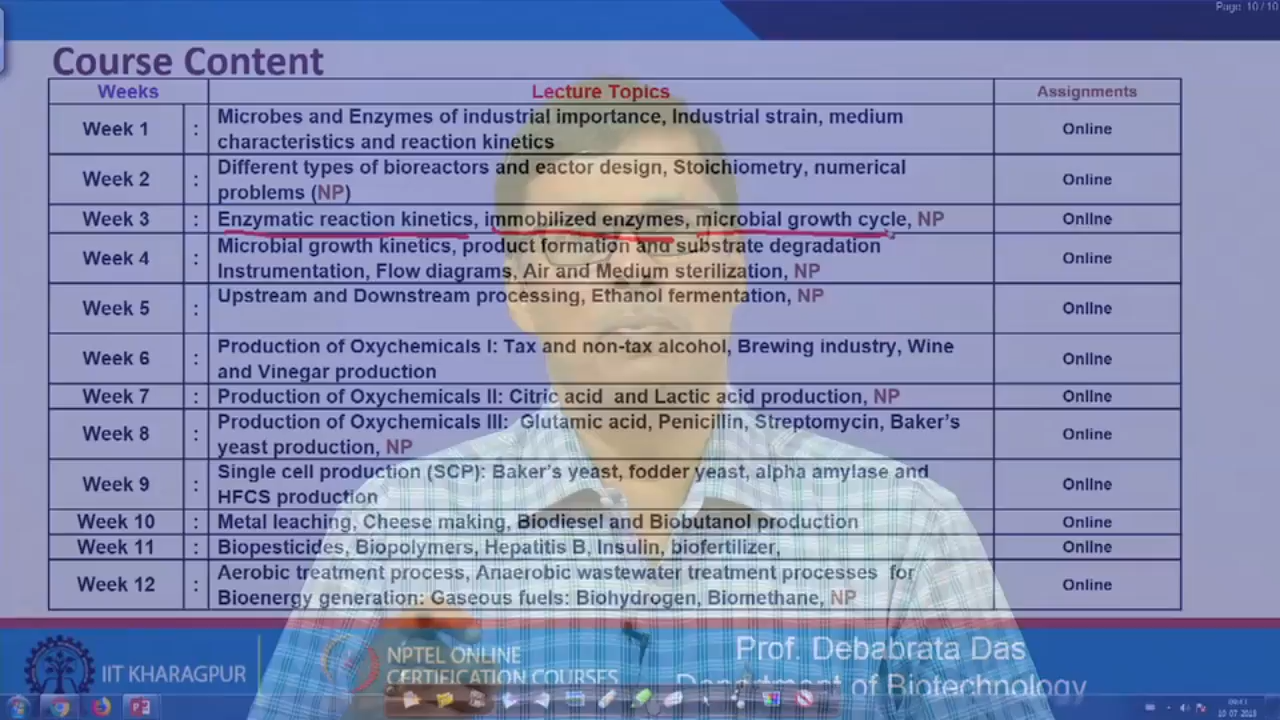 Page: 10/10
Course Content
Weeks Lecture Topics Assignments
Week 1 : Microbes and Enzymes of industrial importance, Industrial strain, medium
characteristics and reaction kinetics Online
Week 2 : Different types of bioreactors and eactor design, Stoichiometry, numerical
problems (NP) Online
Week 3 : Enzymatic reaction kinetics, immobilized enzymes, microbial growth cycle, NP Online
Week 4 : Microbial growth kinetics, product formation and substrate degradation
Instrumentation, Flow diagrams, Air and Medium sterilization, NP Online
Week 5 : Upstream and Downstream processing, Ethanol fermentation, NP Online
Week 6 : Production of Oxychemicals I: Tax and non-tax alcohol, Brewing industry, Wine
and Vinegar production Online
Week 7 : Production of Oxychemicals II: Citric acid and Lactic acid production, NP Online
Week 8 : Production of Oxychemicals III: Glutamic acid, Penicillin, Streptomycin, Baker's
yeast production, NP Online
Week 9 : Single cell production (SCP): Baker's yeast, fodder yeast, alpha amylase and
HFCS production Online
Week 10 : Metal leaching, Cheese making, Biodiesel and Biobutanol production Online
Week 11 : Biopesticides, Biopolymers, Hepatitis B, Insulin, biofertilizer, Online
Week 12 : Aerobic treatment process, Anaerobic wastewater treatment processes for
Bioenergy generation: Gaseous fuels: Biohydrogen, Biomethane, NP Online
IIT KHARAGPUR
NPTEL ONLINE
CERTIFICATION COURSES
Prof. Debabrata Das
Department of Biotechnology
09:41
10-07-2018